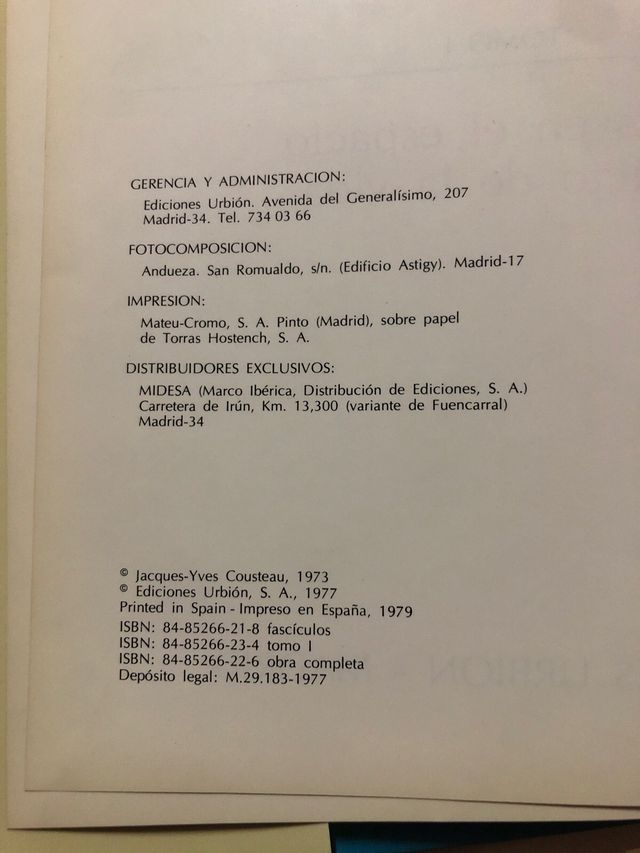 GERENCIA Y ADMINISTRACION:
Ediciones Urbión. Avenida del Generalísimo, 207
Madrid-34. Tel. 734 03 66
FOTOCOMPOSICION:
Andueza. San Romualdo, s/n. (Edificio Astigy). Madrid-17
IMPRESION:
Mateu-Cromo, S. A. Pinto (Madrid), sobre papel
de Torras Hostench, S. A.
DISTRIBUIDORES EXCLUSIVOS:
MIDESA (Marco Ibérica, Distribución de Ediciones, S. A.)
Carretera de Irún, Km. 13,300 (variante de Fuencarral)
Madrid-34
© Jacques-Yves Cousteau, 1973
© Ediciones Urbión, S. A., 1977
Printed in Spain - Impreso en España, 1979
ISBN: 84-85266-21-8 fascículos
ISBN: 84-85266-23-4 tomo I
ISBN: 84-85266-22-6 obra completa
Depósito legal: M.29.183-1977